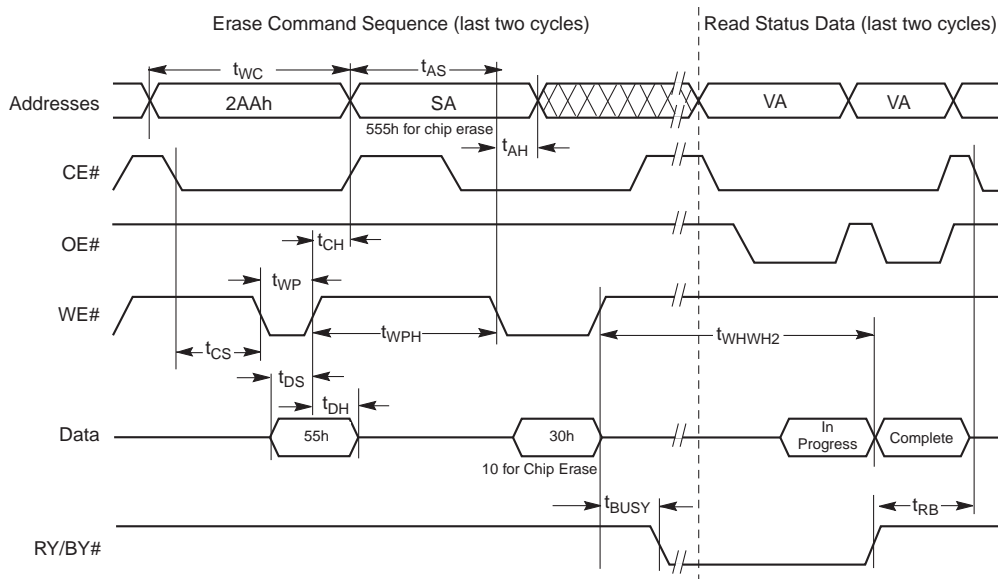 Erase Command Sequence (last two cycles)
Read Status Data (last two cycles)
tWC
tAS
Addresses
2AAh
SA
VA
VA
555h for chip erase
tAH
CE#
OE#
tCH
tWP
WE#
tWPH
tWHWH2
tCS
tDS
tDH
Data
55h
30h
In
Progress
Complete
10 for Chip Erase
tBUSY
tRB
RY/BY#